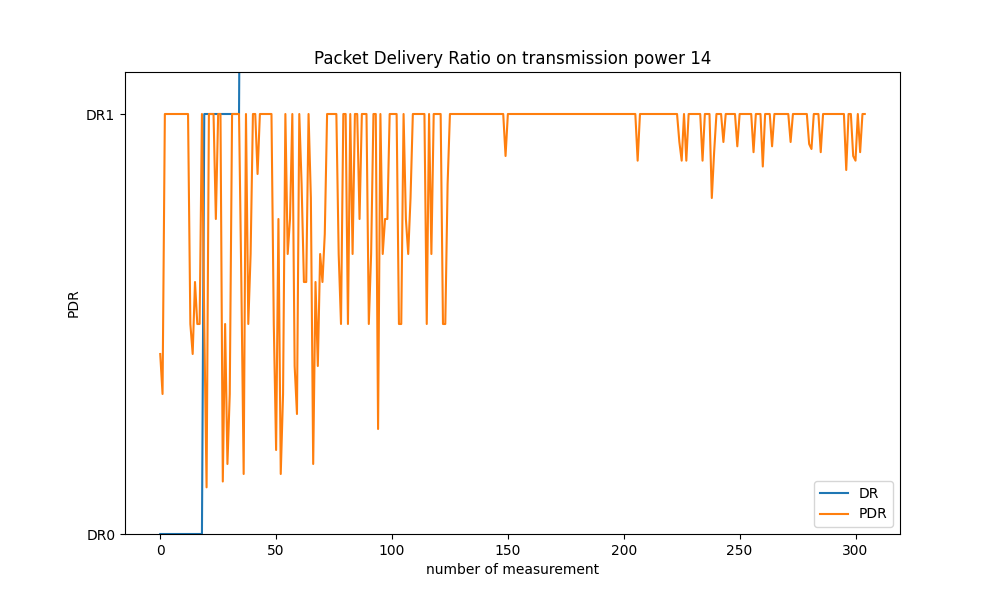 Packet Delivery Ratio on transmission power 14
DR1
PDR
DR0
0 50 100 150 200 250 300
number of measurement
DR
PDR